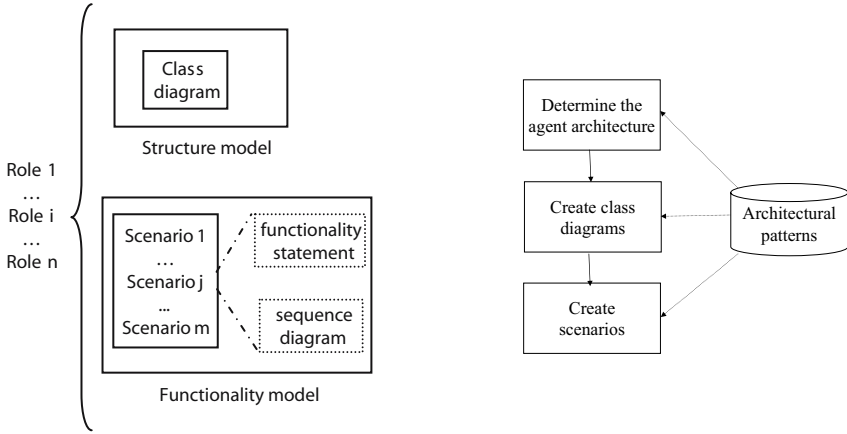 Class
diagram
Structure model
Role 1
...
Role i
...
Role n
Scenario 1
...
Scenario j
...
Scenario m
functionality
statement
sequence
diagram
Functionality model
Determine the
agent architecture
Create class
diagrams
Create
scenarios
Architectural
patterns